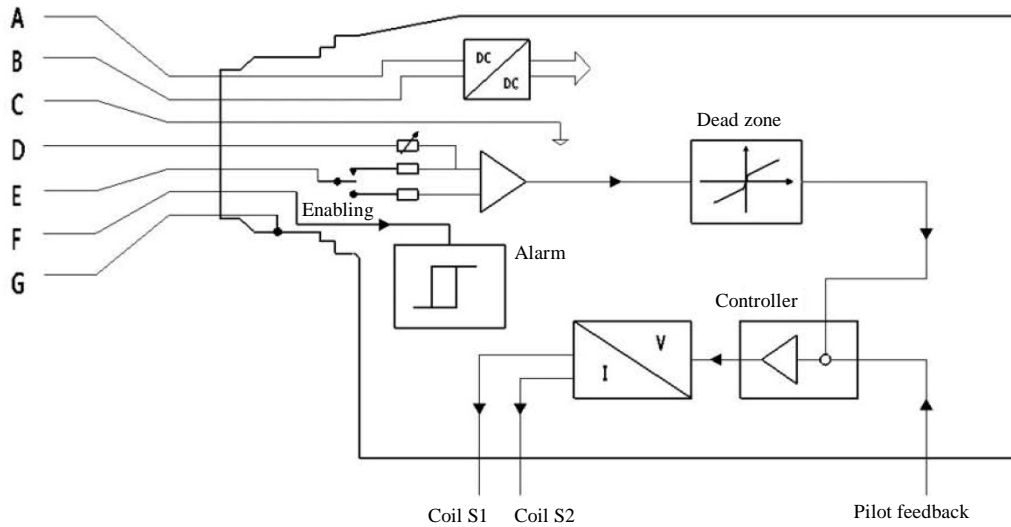 A
B
C
D
E
F
G
DC
DC
Dead zone
Enabling
Alarm
Controller
V
I
Coil S1
Coil S2
Pilot feedback